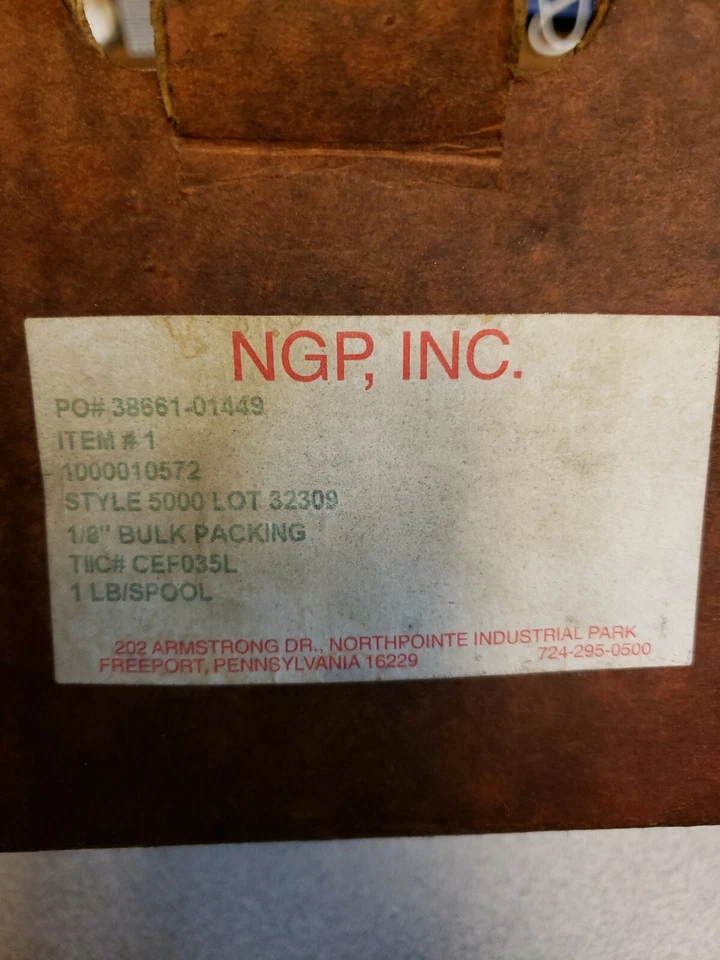 NGP, INC.
PO# 38661-01449
ITEM # 1
1000010572
STYLE 5000 LOT 32309
1/8" BULK PACKING
TIIC# CEF035L
1 LB/SPOOL
202 ARMSTRONG DR., NORTHPOINTE INDUSTRIAL PARK
FREEPORT, PENNSYLVANIA 16229 724-295-0500